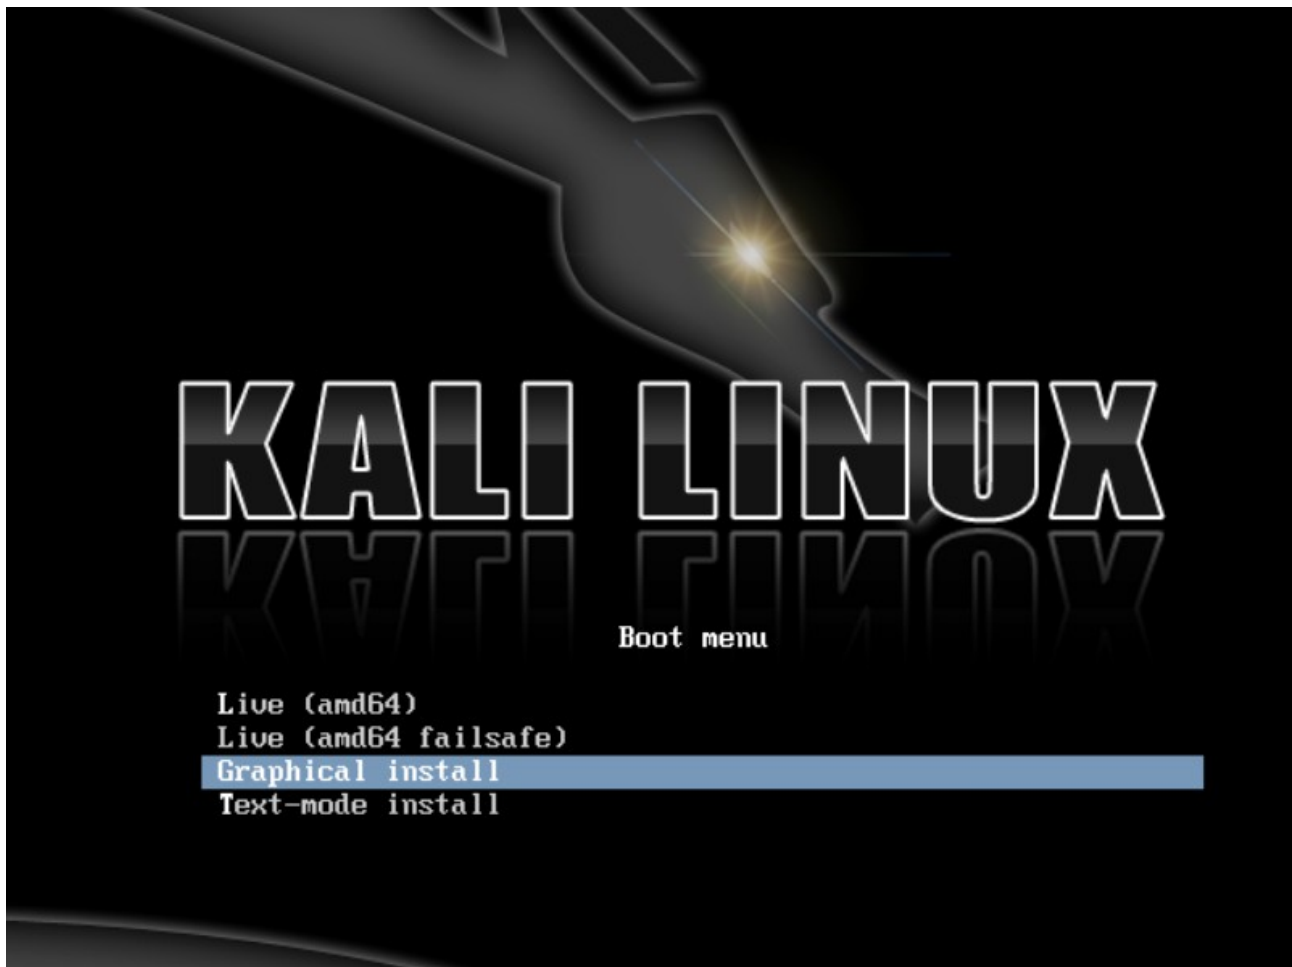 KALI LINUX
Boot menu
Live (amd64)
Live (amd64 failsafe)
Graphical install
Text-mode install